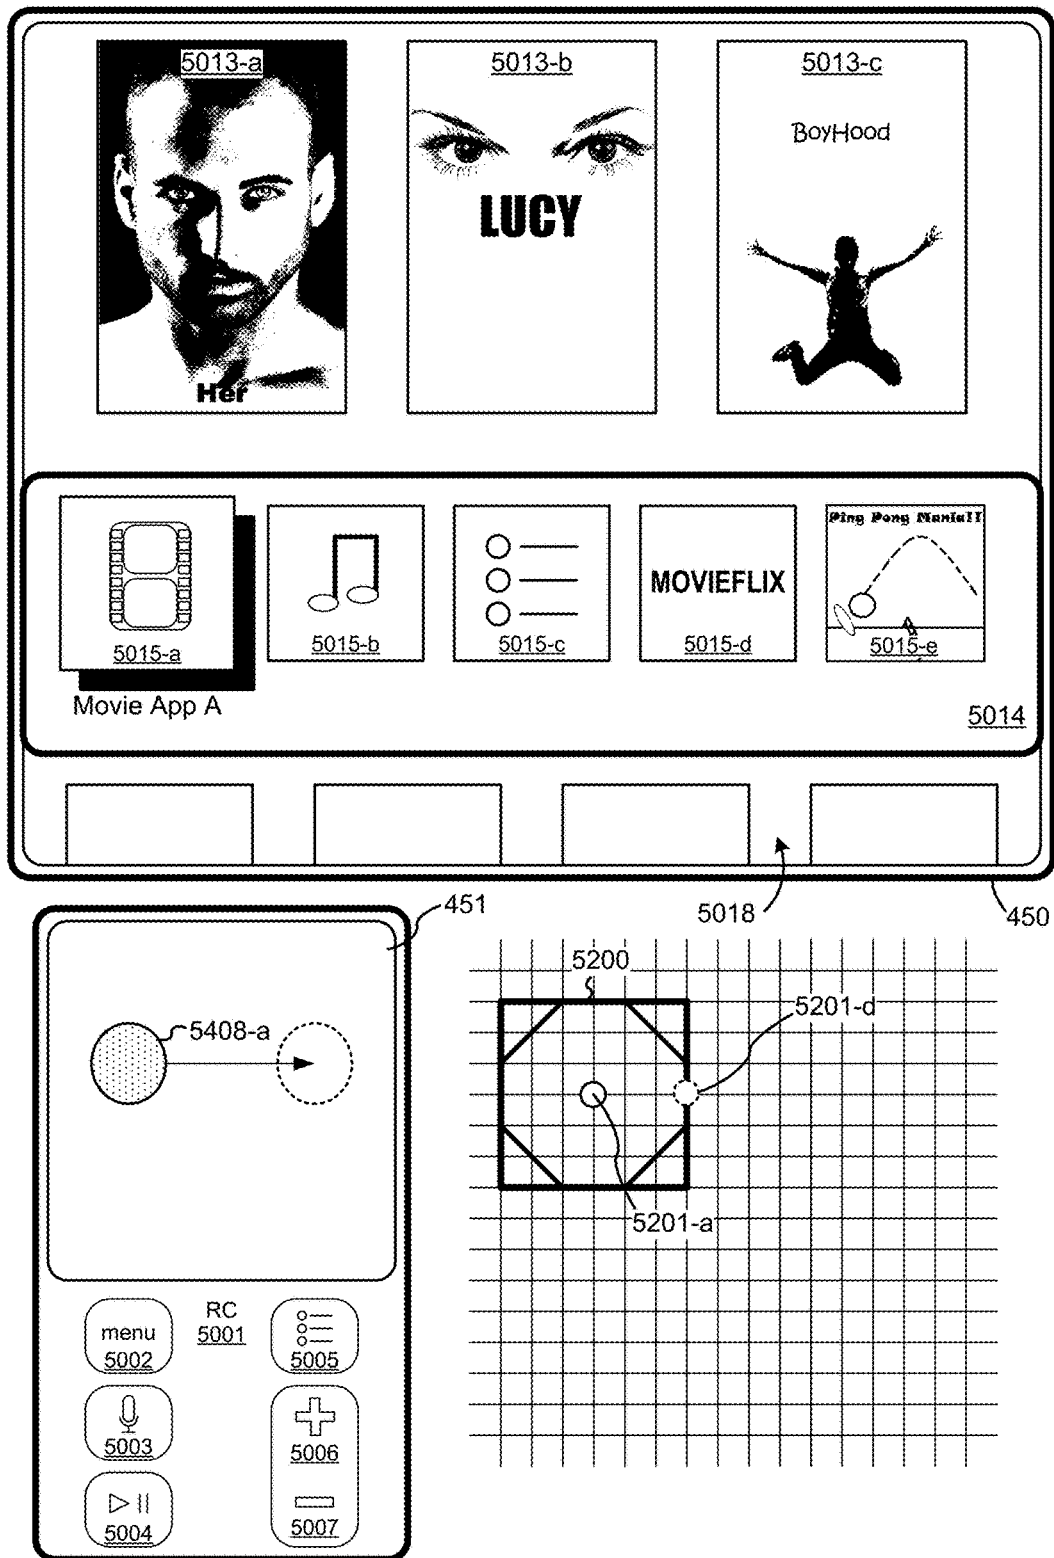 5013-a
5013-b
5013-c
BoyHood
LUCY
Her
Ping Pong Mania!!
MOVIEFLIX
5015-a
5015-b
5015-c
5015-d
5015-e
Movie App A
5014
451
5018
450
5200
5201-d
5408-a
5201-a
RC
5001
menu
5002
5005
5003
5006
5004
5007